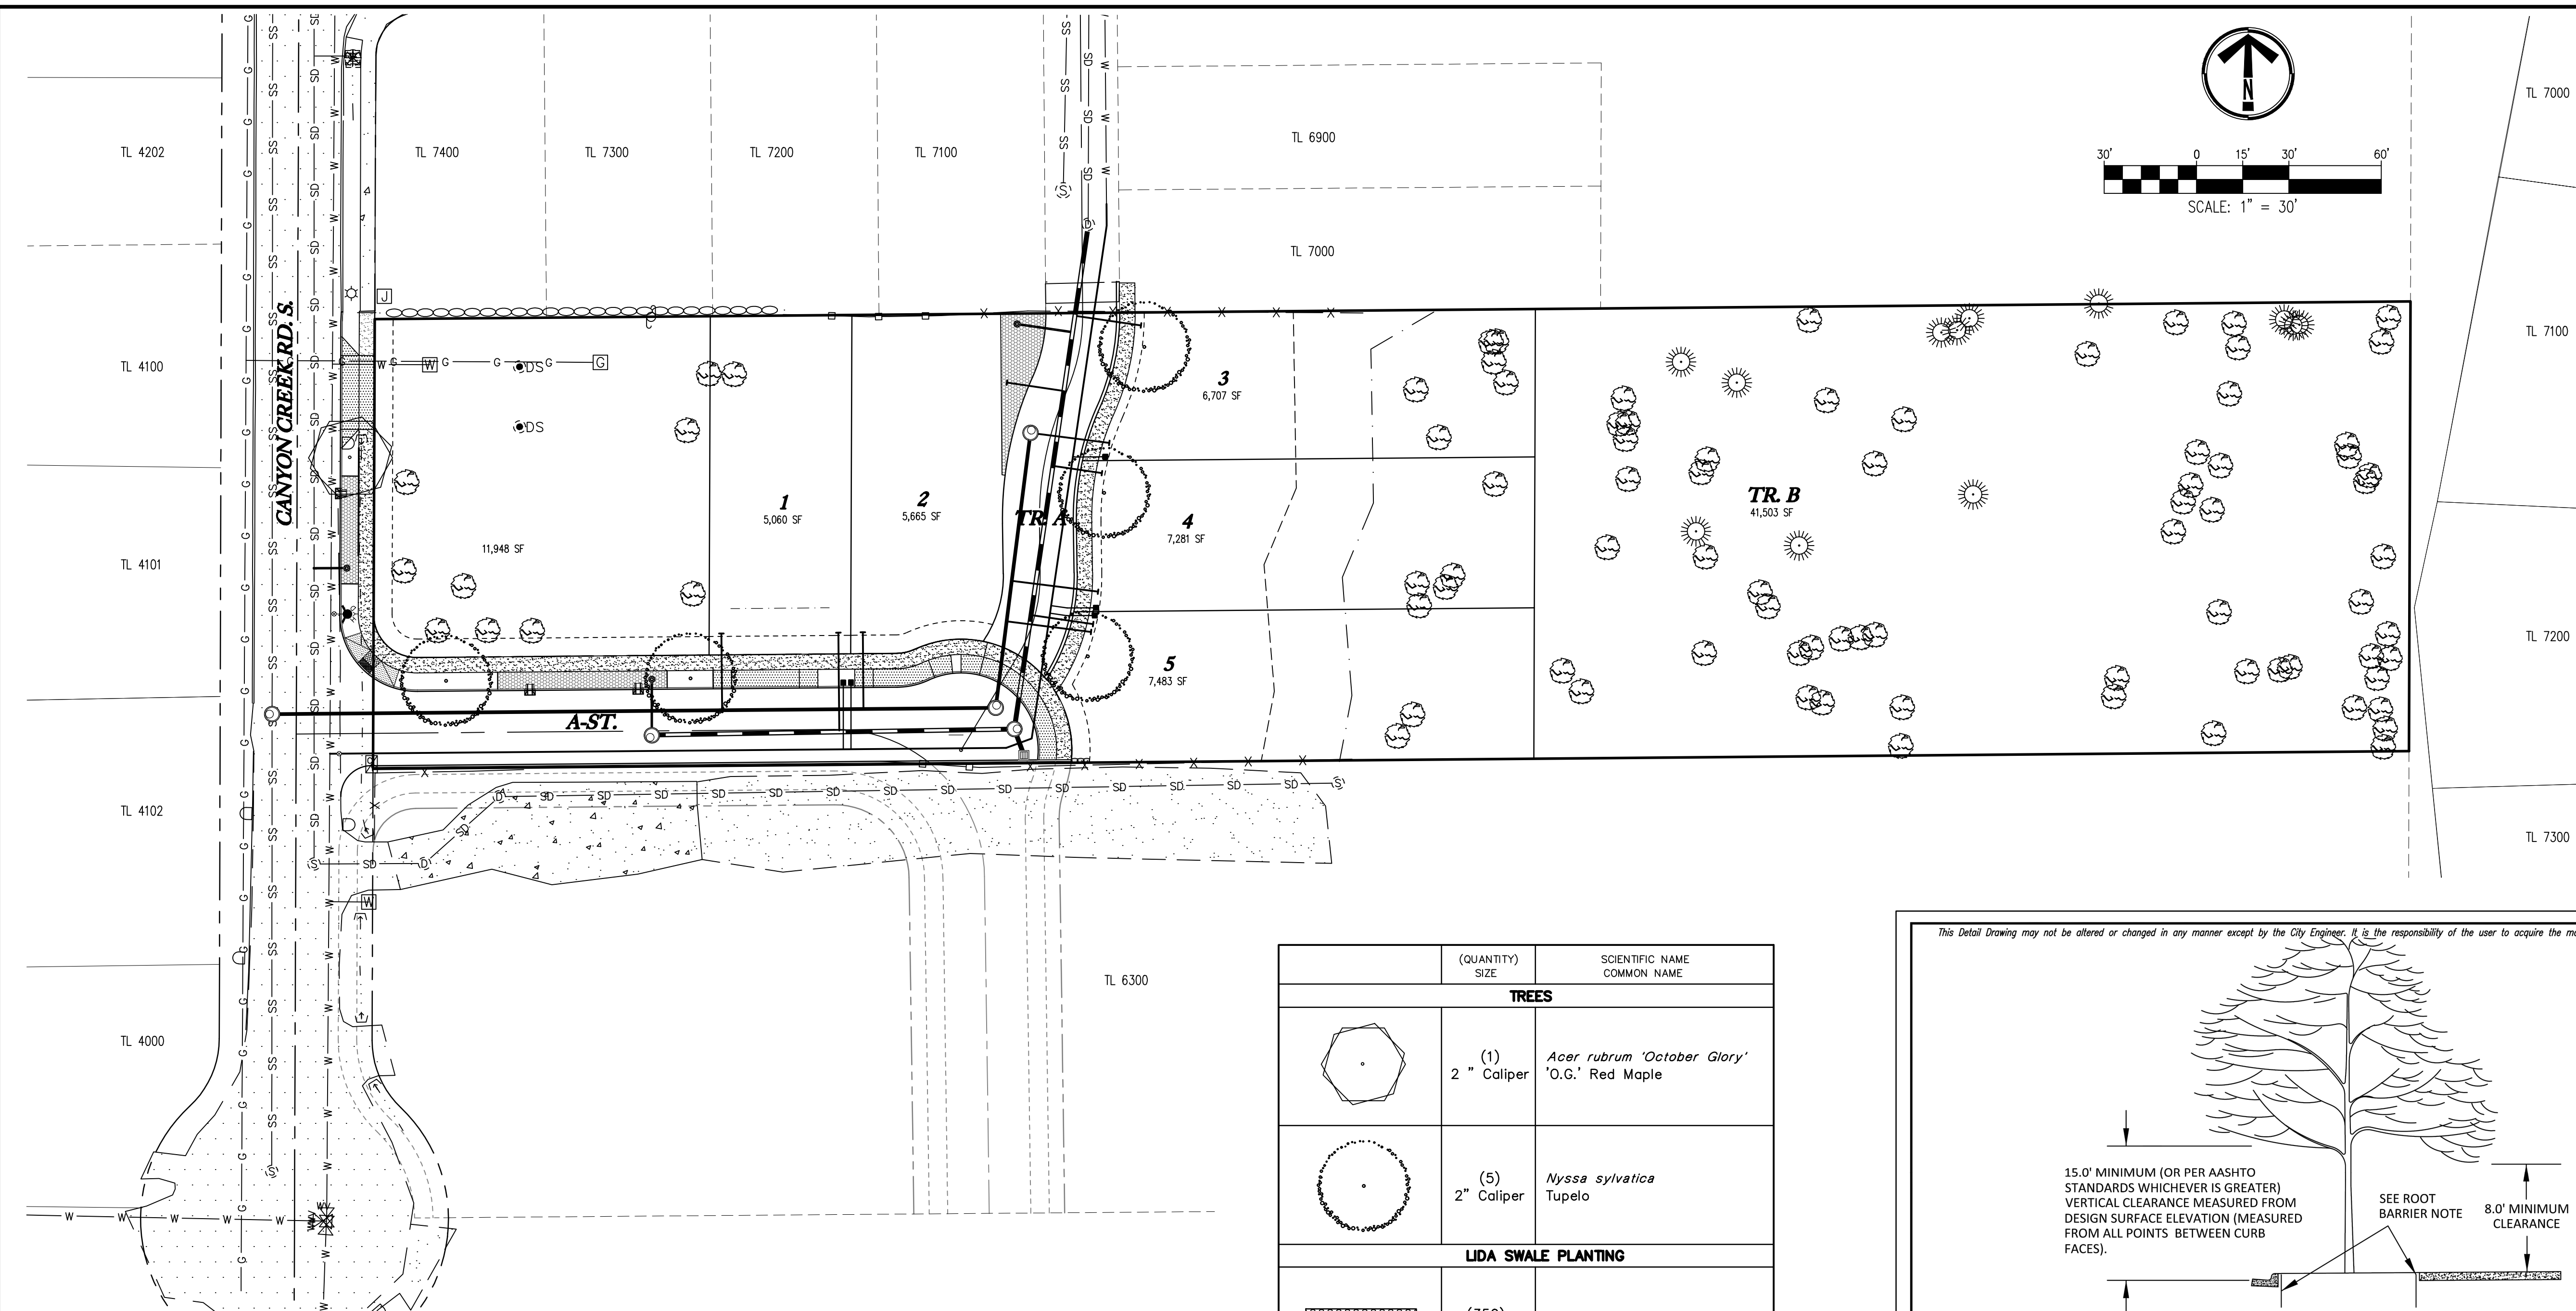 TL 4202
TL 7400
TL 7300
TL 7200
TL 7100
TL 6900
TL 7000
N
30' 0 15' 30' 60'
SCALE: 1" = 30'
TL 7000
TL 4100
TL 7100
CANYON CREEK RD. S.
J
G
W
DS
DS
3
6,707 SF
TL 4101
11,948 SF
1
5,060 SF
2
5,665 SF
TR. A
4
7,281 SF
TR. B
41,503 SF
TL 7200
5
7,483 SF
A-ST.
TL 4102
TL 7300
TL 4000
TL 6300
(QUANTITY)
SIZE
SCIENTIFIC NAME
COMMON NAME
TREES
(1)
2 " Caliper
Acer rubrum 'October Glory'
'O.G.' Red Maple
(5)
2" Caliper
Nyssa sylvatica
Tupelo
LIDA SWALE PLANTING
This Detail Drawing may not be altered or changed in any manner except by the City Engineer. It is the responsibility of the user to acquire the
15.0' MINIMUM (OR PER AASHTO
STANDARDS WHICHEVER IS GREATER)
VERTICAL CLEARANCE MEASURED FROM
DESIGN SURFACE ELEVATION (MEASURED
FROM ALL POINTS BETWEEN CURB
FACES).
SEE ROOT
BARRIER NOTE
8.0' MINIMUM
CLEARANCE